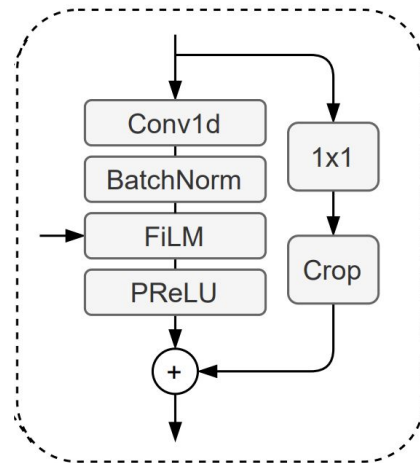 Conv1d
BatchNorm
FiLM
PReLU
1x1
Crop
+